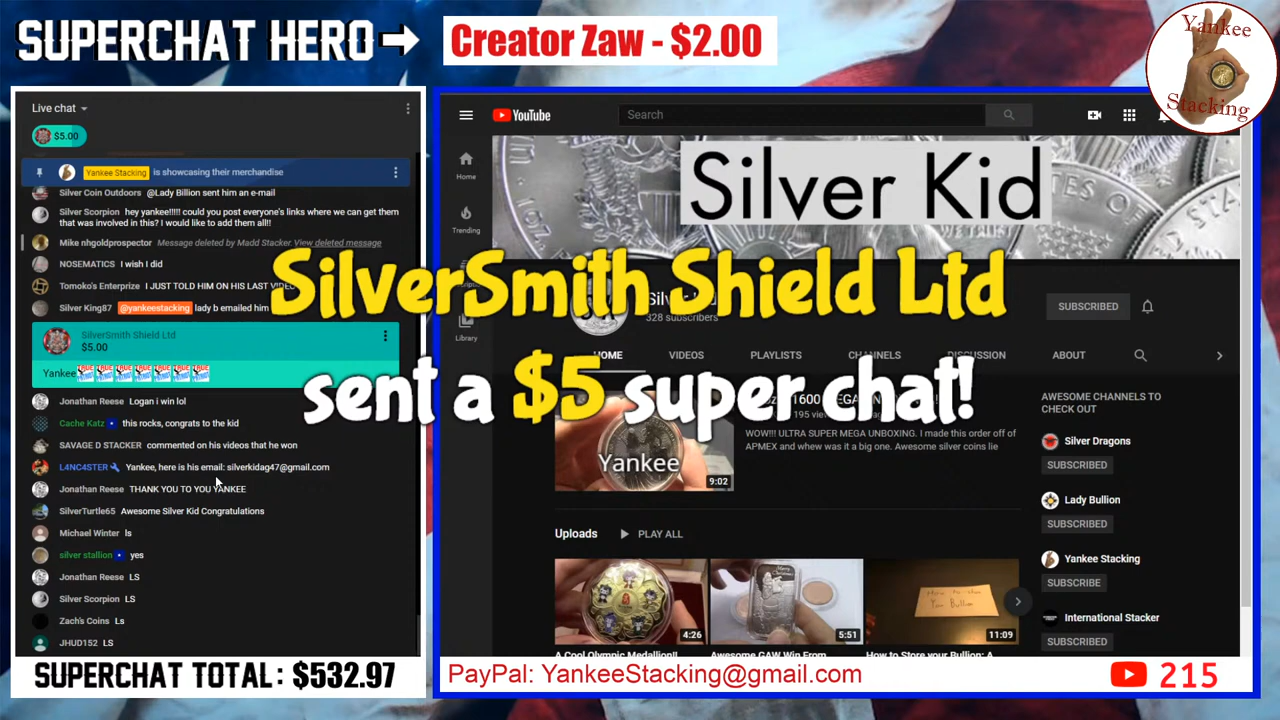 SUPERCHAT HERO
Creator Zaw - $2.00
Yankee
Stacking
Live chat
$5.00
Yankee Stacking is showcasing their merchandise
Silver Coin Outdoors @Lady Billion sent him an e-mail
Silver Scorpion hey yankee!!!!! could you post everyone's links where we can get them
that was involved in this? I would like to add them all!!
Mike nhgoldprospector Message deleted by Madd Stacker. View deleted message
NOSEMATICS I wish I did
Tomoko's Enterprize I JUST TOLD HIM ON HIS LAST
Silver King87 @yankeestacking lady b emailed him
SilverSmith Shield Ltd
$5.00
Yankee
Jonathan Reese Logan i win lol
Cache Katz this rocks, congrats to the kid
SAVAGE D STACKER commented on his videos that he won
L4NC4STER Yankee, here is his email: silverkidag47@gmail.com
Jonathan Reese THANK YOU TO YOU YANKEE
SilverTurtle65 Awesome Silver Kid Congratulations
Michael Winter ls
silver stallion yes
Jonathan Reese LS
Silver Scorpion LS
Zach's Coins Ls
JHUD152 LS
SUPERCHAT TOTAL: $532.97
YouTube
Search
Home
Trending
Library
Silver Kid
SilverSmith Shield Ltd
sent a $5 super chat!
328 subscribers
SUBSCRIBED
HOME
VIDEOS
PLAYLISTS
CHANNELS
DISCUSSION
ABOUT
Yankee
9:02
195 views
WOW!!! ULTRA SUPER MEGA UNBOXING. I made this order off of
APMEX and whew was it a big one. Awesome silver coins lie
Uploads
PLAY ALL
4:26
5:51
11:09
A Cool Olympic Medallion!!
Awesome GAW Win From
How to Store your Bullion: A
AWESOME CHANNELS TO
CHECK OUT
Silver Dragons
SUBSCRIBED
Lady Bullion
SUBSCRIBED
Yankee Stacking
SUBSCRIBE
International Stacker
SUBSCRIBED
PayPal: YankeeStacking@gmail.com
215